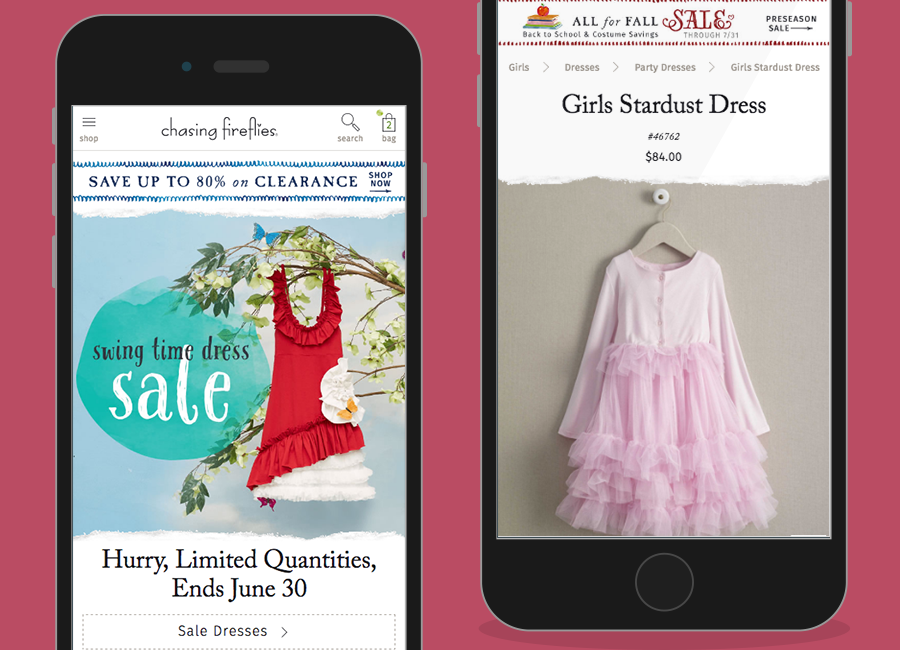 shop
chasing fireflies®
search
2
bag
SAVE UP TO 80% on CLEARANCE
SHOP
NOW
swing time dress
sale
Hurry, Limited Quantities,
Ends June 30
Sale Dresses
ALL for FALL SALE
Back to School & Costume Savings
THROUGH 7/31
PRESEASON
SALE
Girls
Dresses
Party Dresses
Girls Stardust Dress
Girls Stardust Dress
#46762
$84.00